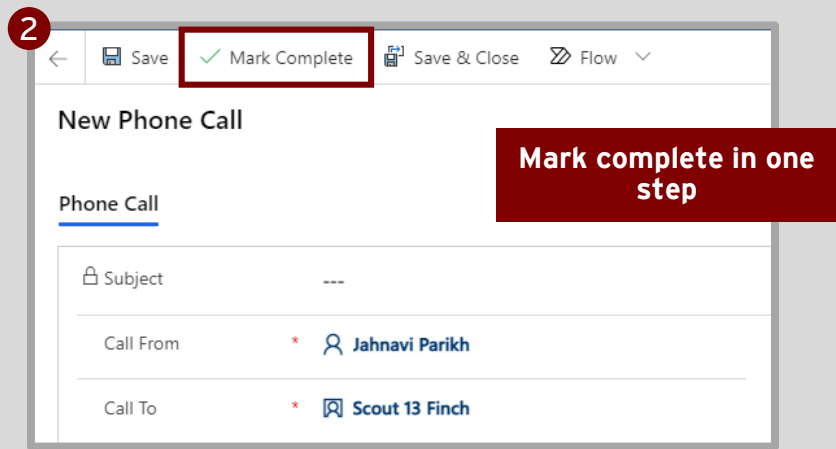 2
Save Mark Complete Save & Close Flow
New Phone Call
Mark complete in one
step
Phone Call
Subject ---
Call From * Jahnavi Parikh
Call To * Scout 13 Finch